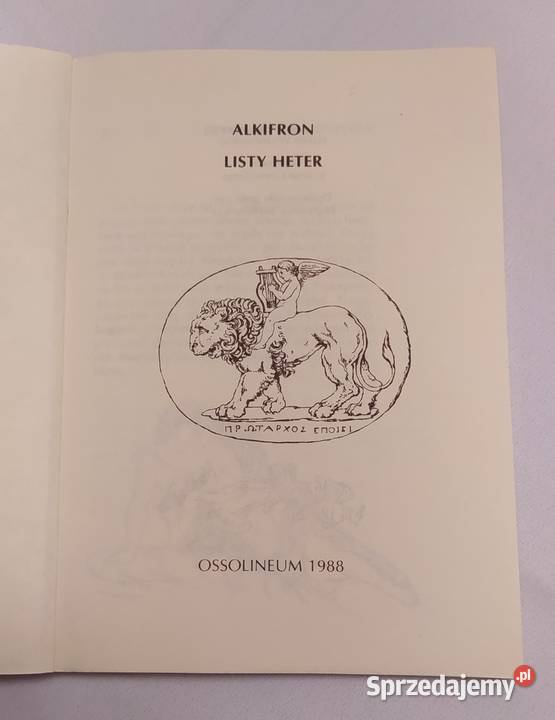 ALKIFRON
LISTY HETER
ΠΡΩΤΑΡΧΟΣ ΕΠΟΙΕΙ
OSSOLINEUM 1988
Sprzedajemy.pl